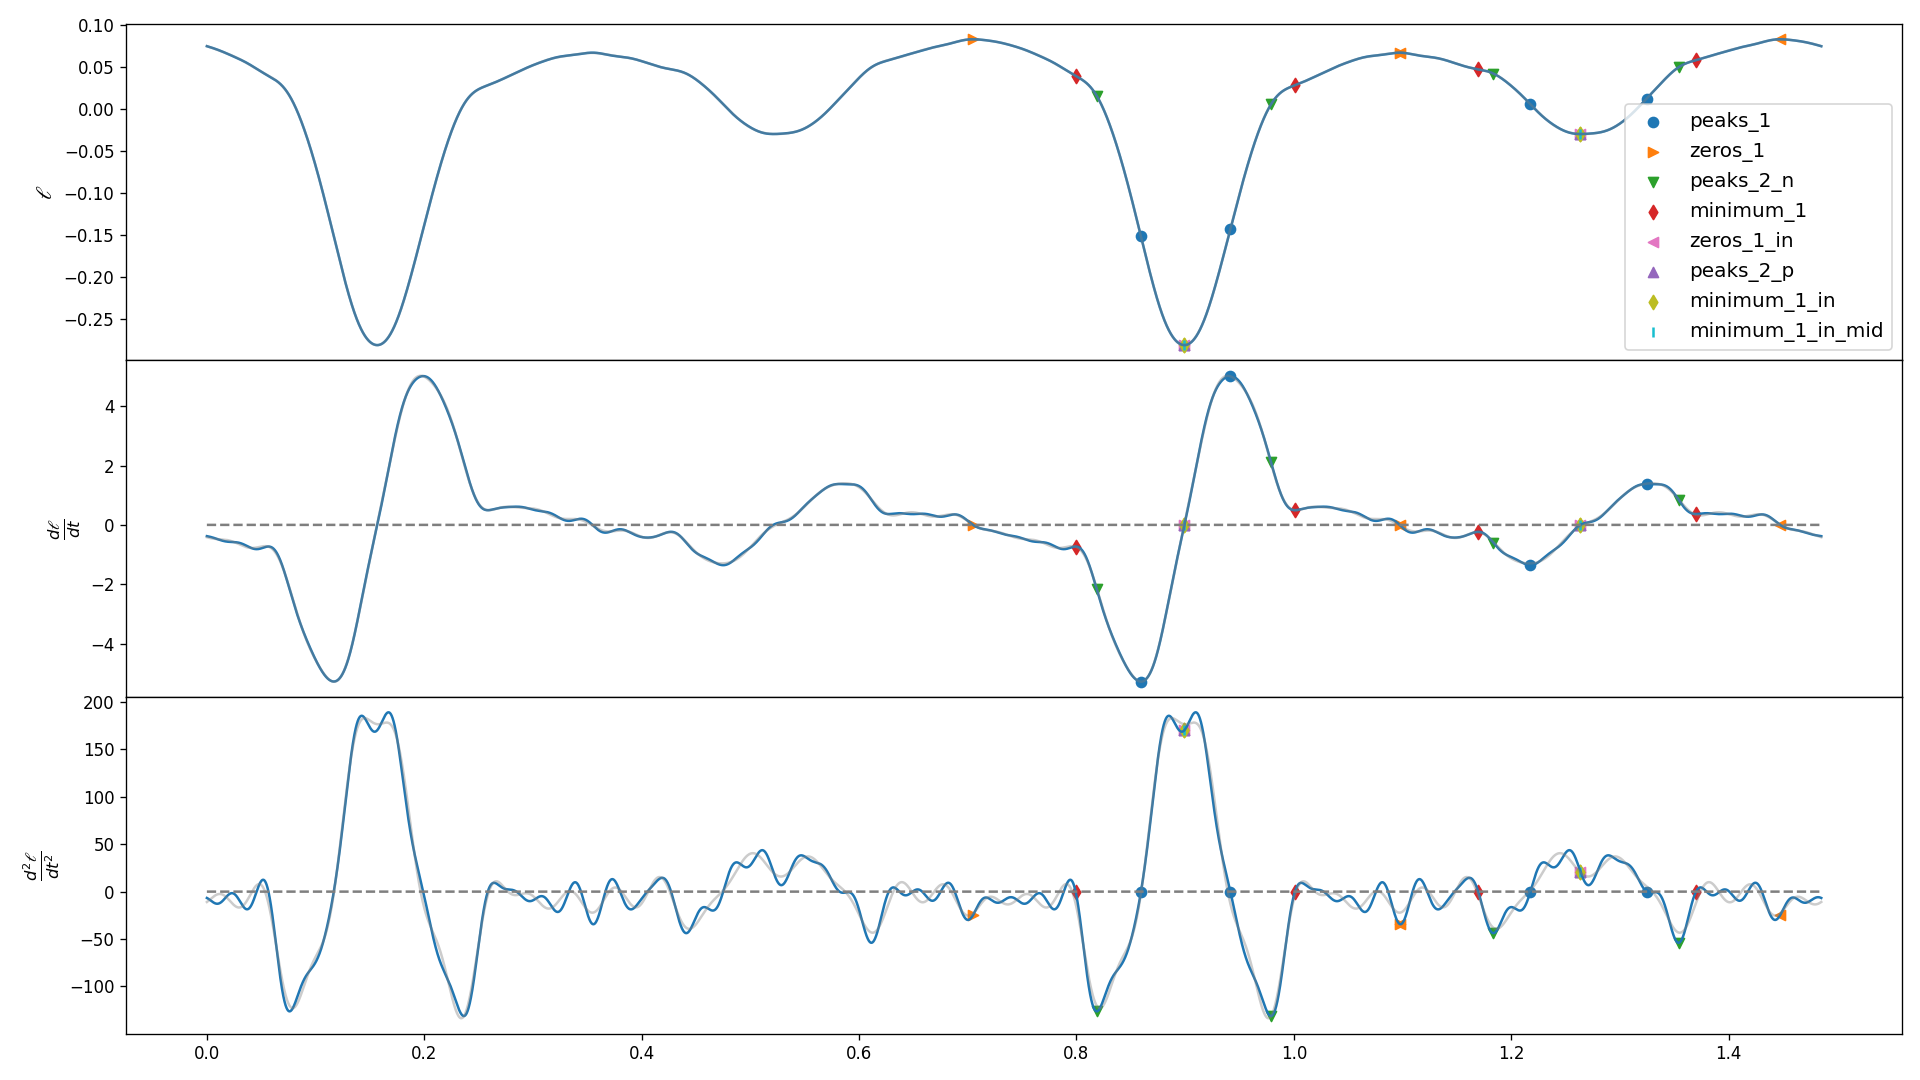 0.10
0.05
0.00
−0.05
−0.10
−0.15
−0.20
−0.25
ℓ
peaks_1
zeros_1
peaks_2_n
minimum_1
zeros_1_in
peaks_2_p
minimum_1_in
minimum_1_in_mid
4
2
0
−2
−4
dℓ
dt
200
150
100
50
0
−50
−100
d²ℓ
dt²
0.0 0.2 0.4 0.6 0.8 1.0 1.2 1.4